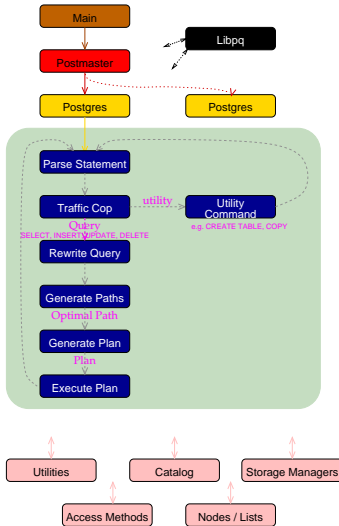 Main
Libpq
Postmaster
Postgres
Postgres
Parse Statement
utility
Traffic Cop
Utility
Command
Query
SELECT, INSERT, UPDATE, DELETE
e.g. CREATE TABLE, COPY
Rewrite Query
Generate Paths
Optimal Path
Generate Plan
Plan
Execute Plan
Utilities
Catalog
Storage Managers
Access Methods
Nodes / Lists